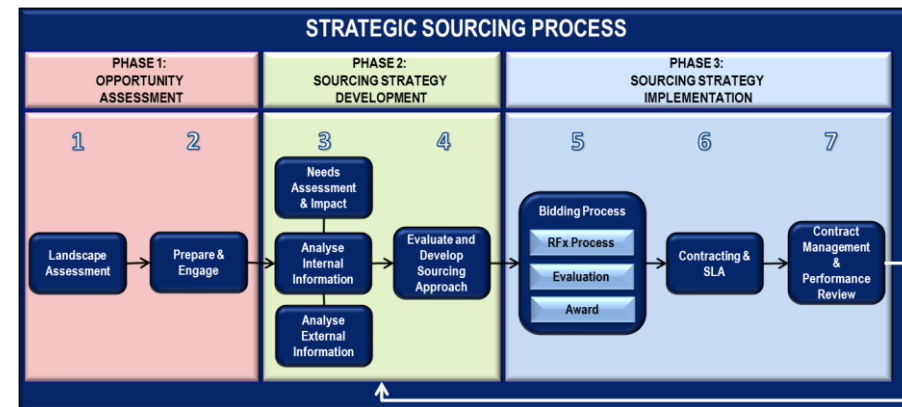 STRATEGIC SOURCING PROCESS
PHASE 1:
OPPORTUNITY
ASSESSMENT
PHASE 2:
SOURCING STRATEGY
DEVELOPMENT
PHASE 3:
SOURCING STRATEGY
IMPLEMENTATION
1
2
3
4
5
6
7
Landscape
Assessment
Prepare &
Engage
Needs
Assessment
& Impact
Analyse
Internal
Information
Analyse
External
Information
Evaluate and
Develop
Sourcing
Approach
Bidding Process
RFx Process
Evaluation
Award
Contracting &
SLA
Contract
Management
&
Performance
Review